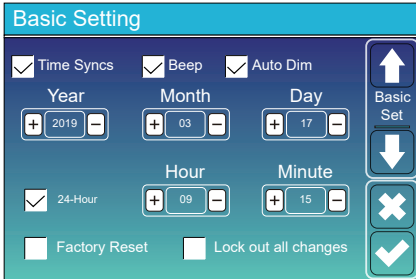 Basic Setting
Time Syncs Beep Auto Dim
Year Month Day
Basic
Set
+ 2019 − + 03 − + 17 −
Hour Minute
24-Hour + 09 − + 15 −
Factory Reset Lock out all changes